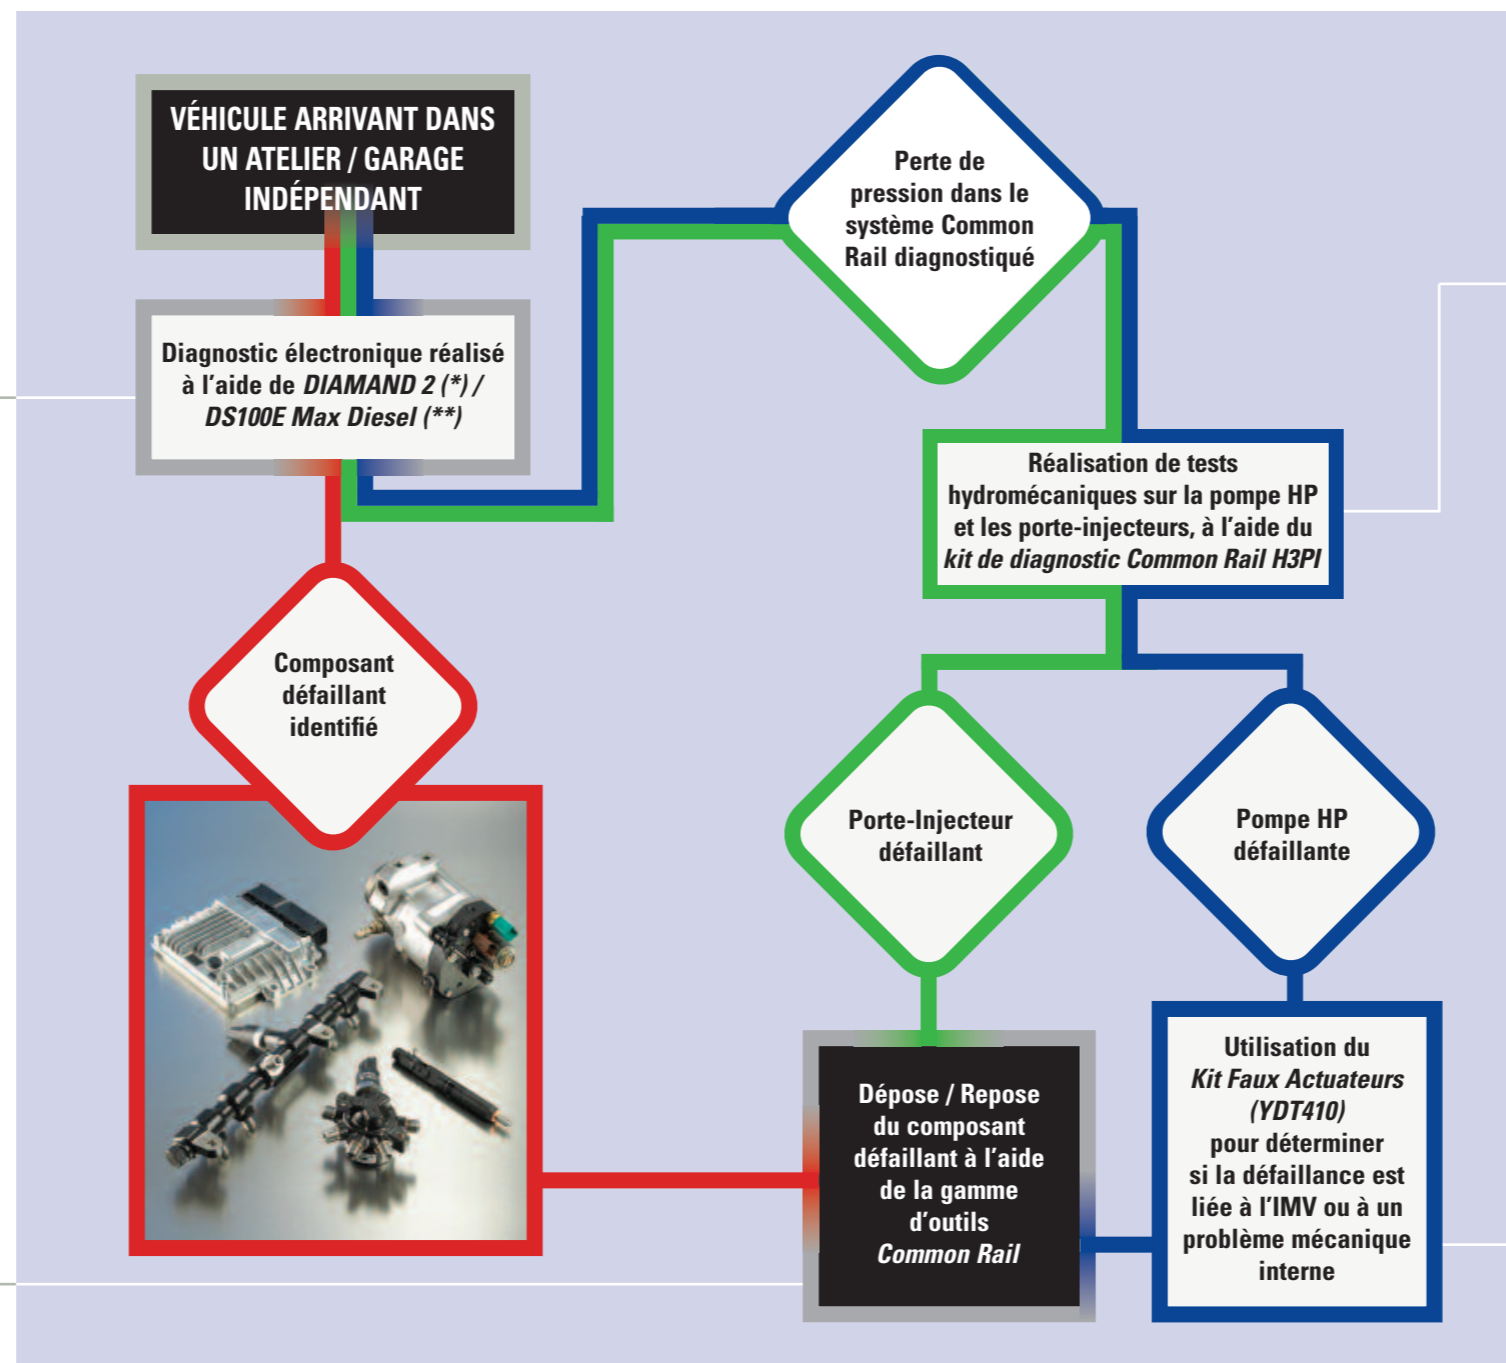 VÉHICULE ARRIVANT DANS
UN ATELIER / GARAGE
INDÉPENDANT
Diagnostic électronique réalisé
à l'aide de DIAMAND 2 (*) /
DS100E Max Diesel (**)
Perte de
pression dans le
système Common
Rail diagnostiqué
Réalisation de tests
hydromécaniques sur la pompe HP
et les porte-injecteurs, à l'aide du
kit de diagnostic Common Rail H3PI
Composant
défaillant
identifié
Porte-Injecteur
défaillant
Pompe HP
défaillante
Dépose / Repose
du composant
défaillant à l'aide
de la gamme
d'outils
Common Rail
Utilisation du
Kit Faux Actuateurs
(YDT410)
pour déterminer
si la défaillance est
liée à l'IMV ou à un
problème mécanique
interne